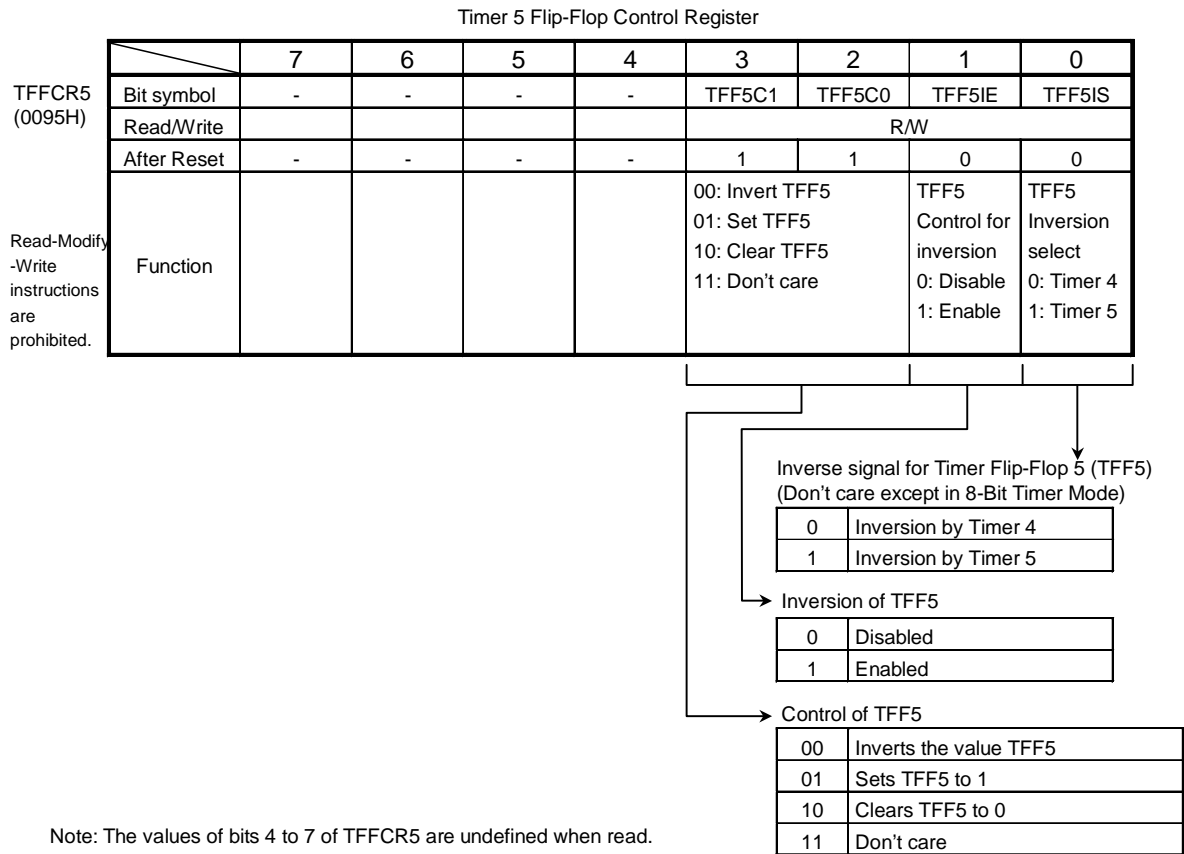 Timer 5 Flip-Flop Control Register
7 6 5 4 3 2 1 0
TFFCR5
(0095H)
Bit symbol - - - - TFF5C1 TFF5C0 TFF5IE TFF5IS
Read/Write R/W
After Reset - - - - 1 1 0 0
Read-Modify
-Write
instructions
are
prohibited.
Function
00: Invert TFF5
01: Set TFF5
10: Clear TFF5
11: Don't care
TFF5
Control for
inversion
0: Disable
1: Enable
TFF5
Inversion
select
0: Timer 4
1: Timer 5
Inverse signal for Timer Flip-Flop 5 (TFF5)
(Don't care except in 8-Bit Timer Mode)
0 Inversion by Timer 4
1 Inversion by Timer 5
Inversion of TFF5
0 Disabled
1 Enabled
Control of TFF5
00 Inverts the value TFF5
01 Sets TFF5 to 1
10 Clears TFF5 to 0
11 Don't care
Note: The values of bits 4 to 7 of TFFCR5 are undefined when read.